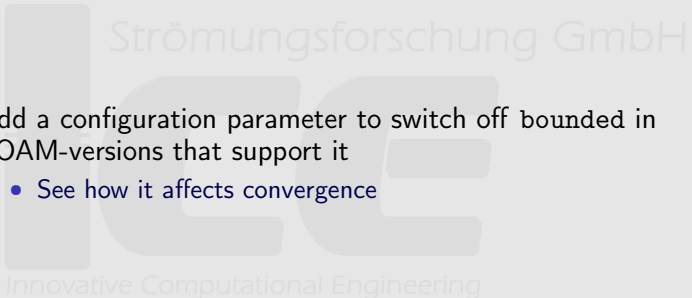 Strömungsforschung GmbH
ice
dd a configuration parameter to switch off bounded in
OAM-versions that support it
• See how it affects convergence
Innovative Computational Engineering